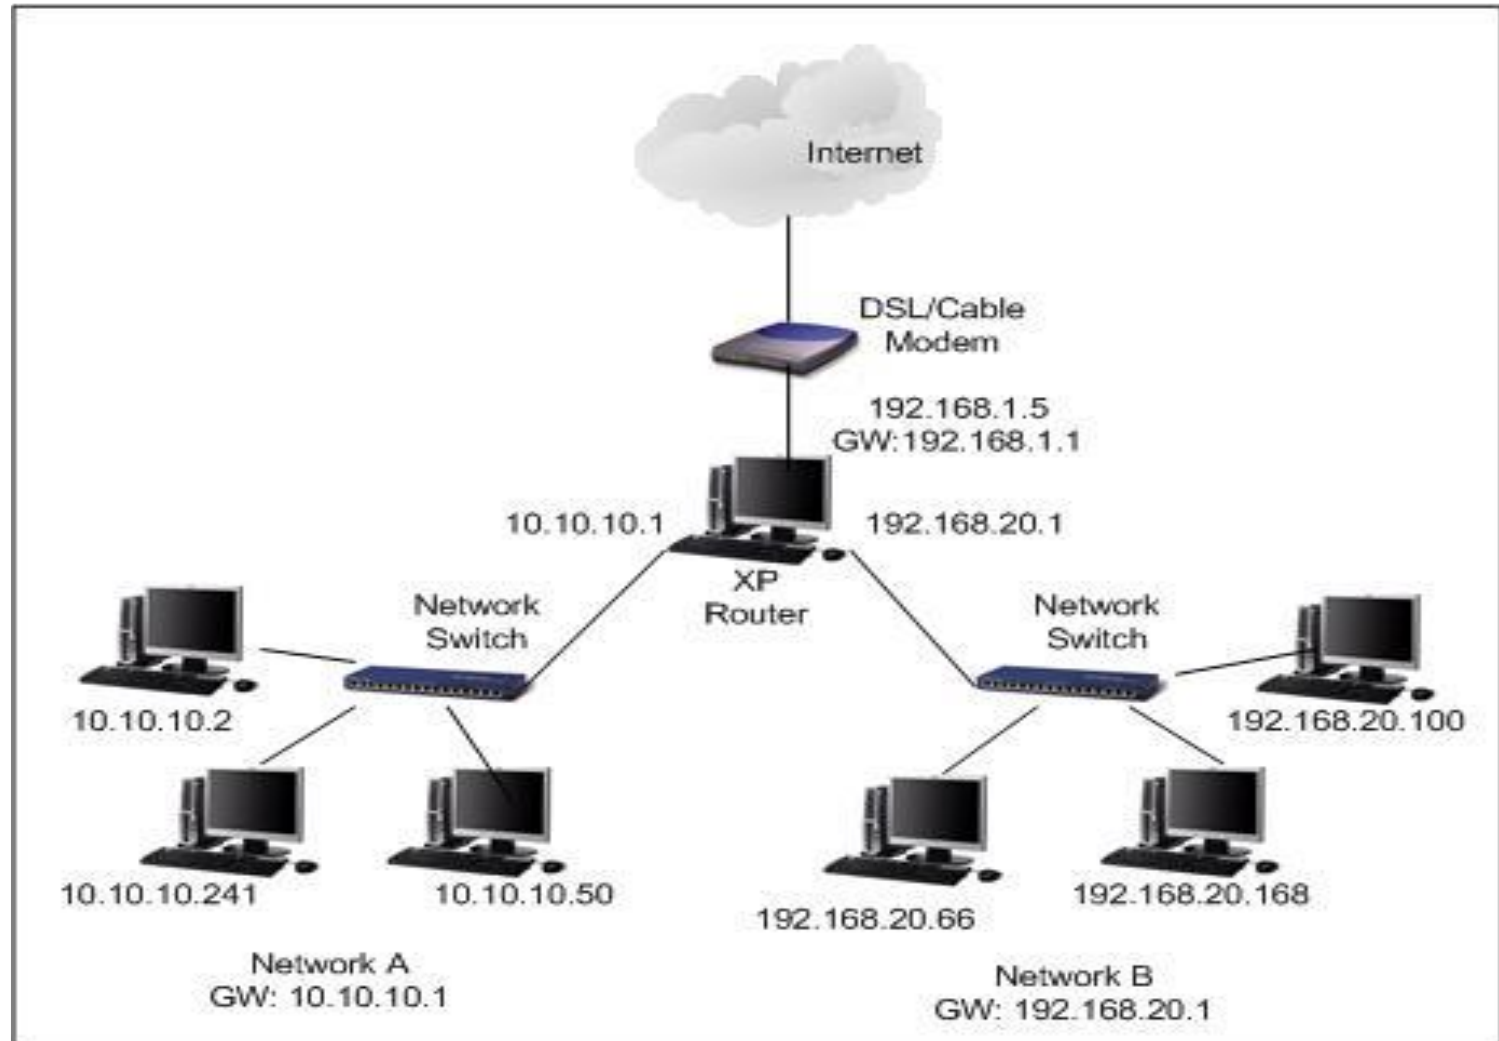 Internet
DSL/Cable
Modem
192.168.1.5
GW:192.168.1.1
10.10.10.1
192.168.20.1
XP
Router
Network
Switch
Network
Switch
10.10.10.2
192.168.20.100
10.10.10.241
10.10.10.50
192.168.20.66
192.168.20.168
Network A
GW: 10.10.10.1
Network B
GW: 192.168.20.1